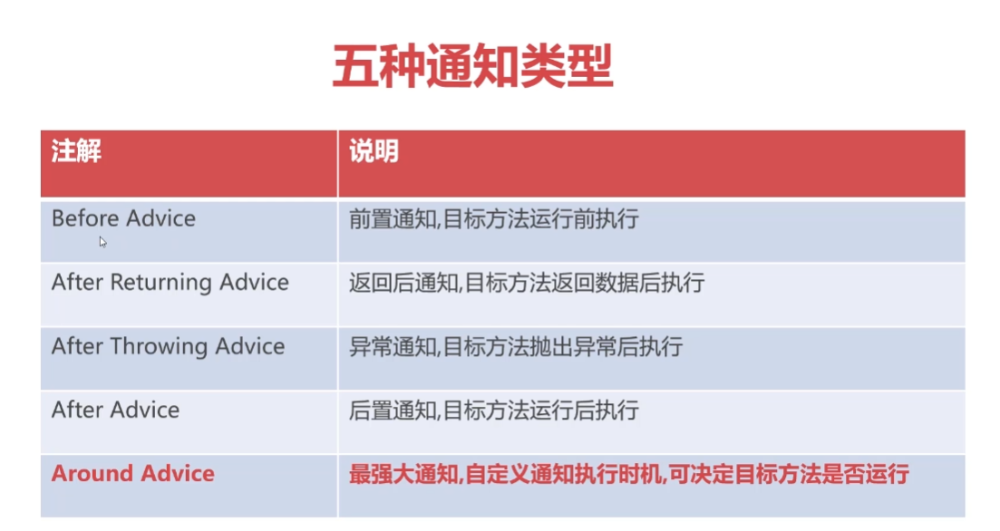 五种通知类型
注解 说明
Before Advice 前置通知,目标方法运行前执行
After Returning Advice 返回后通知,目标方法返回数据后执行
After Throwing Advice 异常通知,目标方法抛出异常后执行
After Advice 后置通知,目标方法运行后执行
Around Advice 最强大通知,自定义通知执行时机,可决定目标方法是否运行